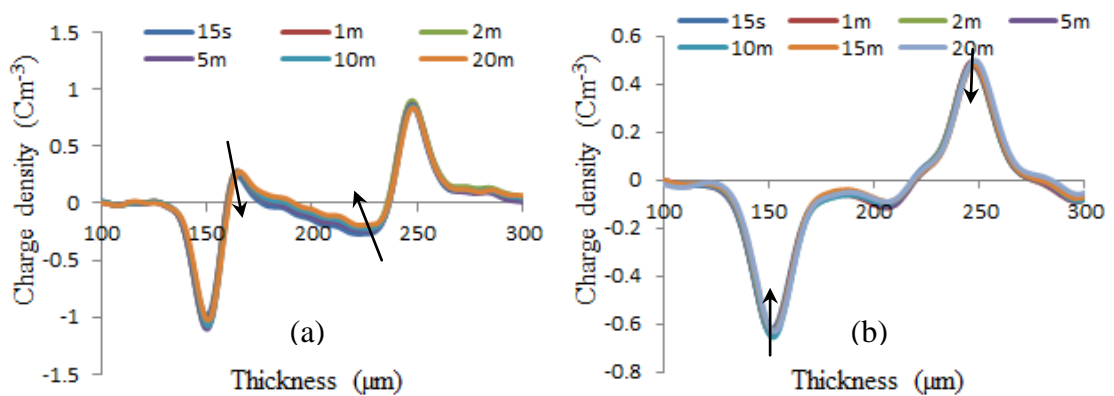 15s 1m 2m
5m 10m 20m
Charge density (Cm⁻³)
1.5
1
0.5
0
-0.5
-1
-1.5
100 150 200 250 300
(a)
Thickness (μm)
15s 1m 2m 5m
10m 15m 20m
Charge density (Cm⁻³)
0.6
0.4
0.2
0
-0.2
-0.4
-0.6
-0.8
100 150 200 250 300
(b)
Thickness (μm)